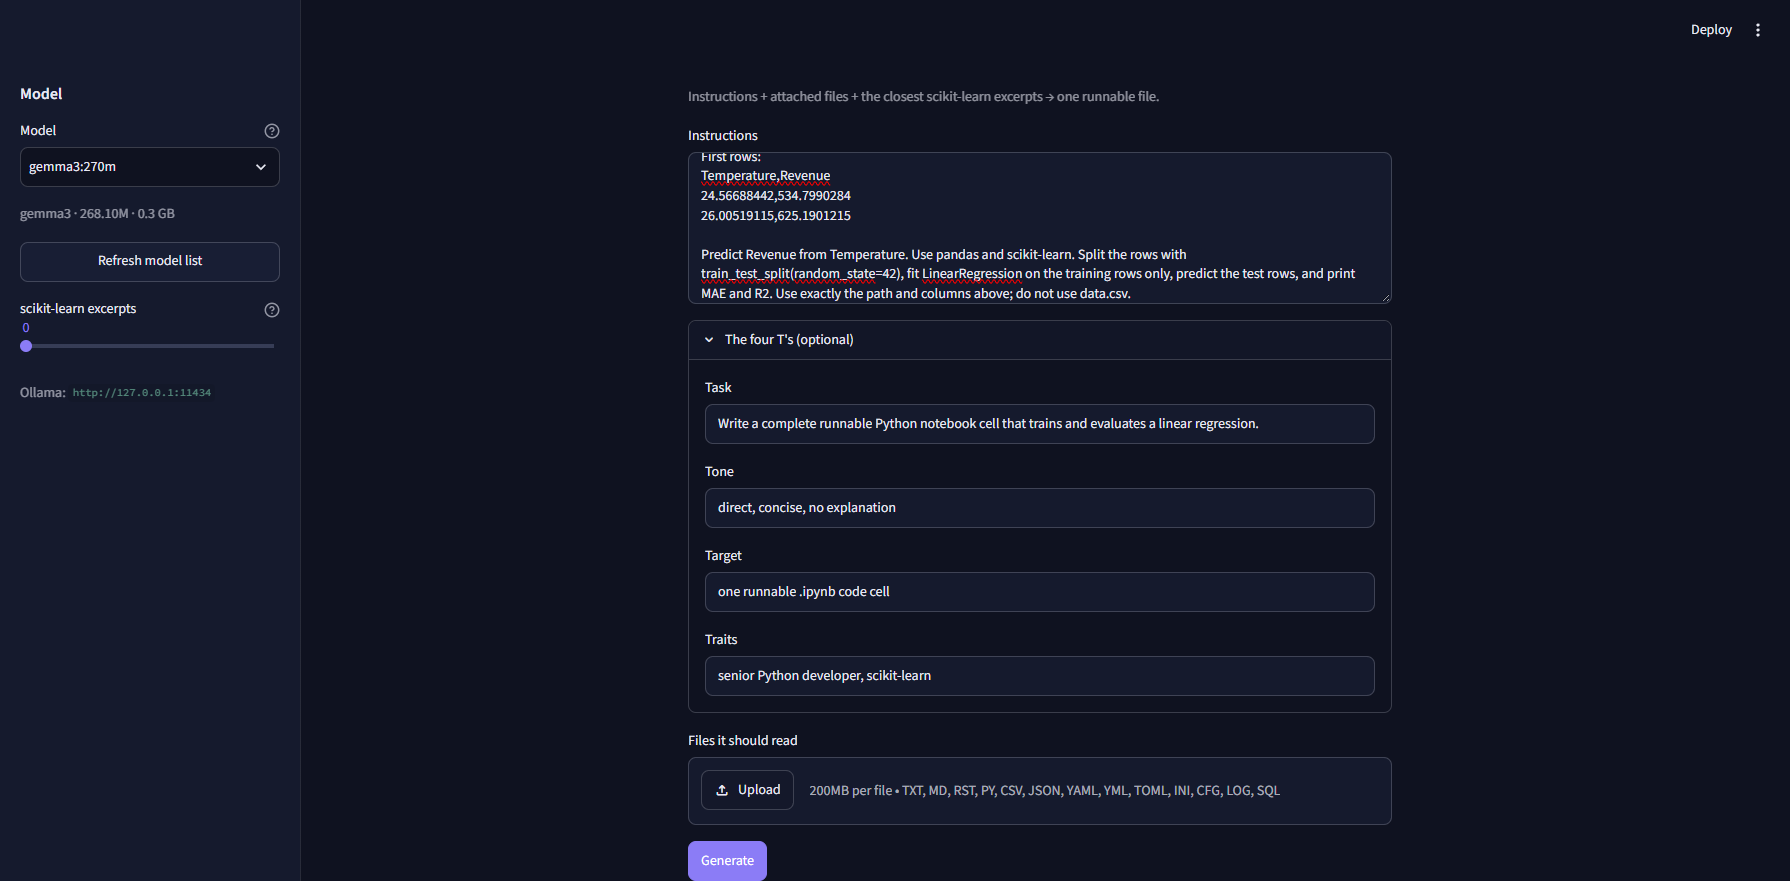 Deploy
Model
Model
gemma3:270m
gemma3 · 268.10M · 0.3 GB
Refresh model list
scikit-learn excerpts
0
Ollama: http://127.0.0.1:11434
Instructions + attached files + the closest scikit-learn excerpts → one runnable file.
Instructions
First rows:
Temperature,Revenue
24.56688442,534.7990284
26.00519115,625.1901215
Predict Revenue from Temperature. Use pandas and scikit-learn. Split the rows with
train_test_split(random_state=42), fit LinearRegression on the training rows only, predict the test rows, and print
MAE and R2. Use exactly the path and columns above; do not use data.csv.
The four T's (optional)
Task
Write a complete runnable Python notebook cell that trains and evaluates a linear regression.
Tone
direct, concise, no explanation
Target
one runnable .ipynb code cell
Traits
senior Python developer, scikit-learn
Files it should read
Upload
200MB per file • TXT, MD, RST, PY, CSV, JSON, YAML, YML, TOML, INI, CFG, LOG, SQL
Generate